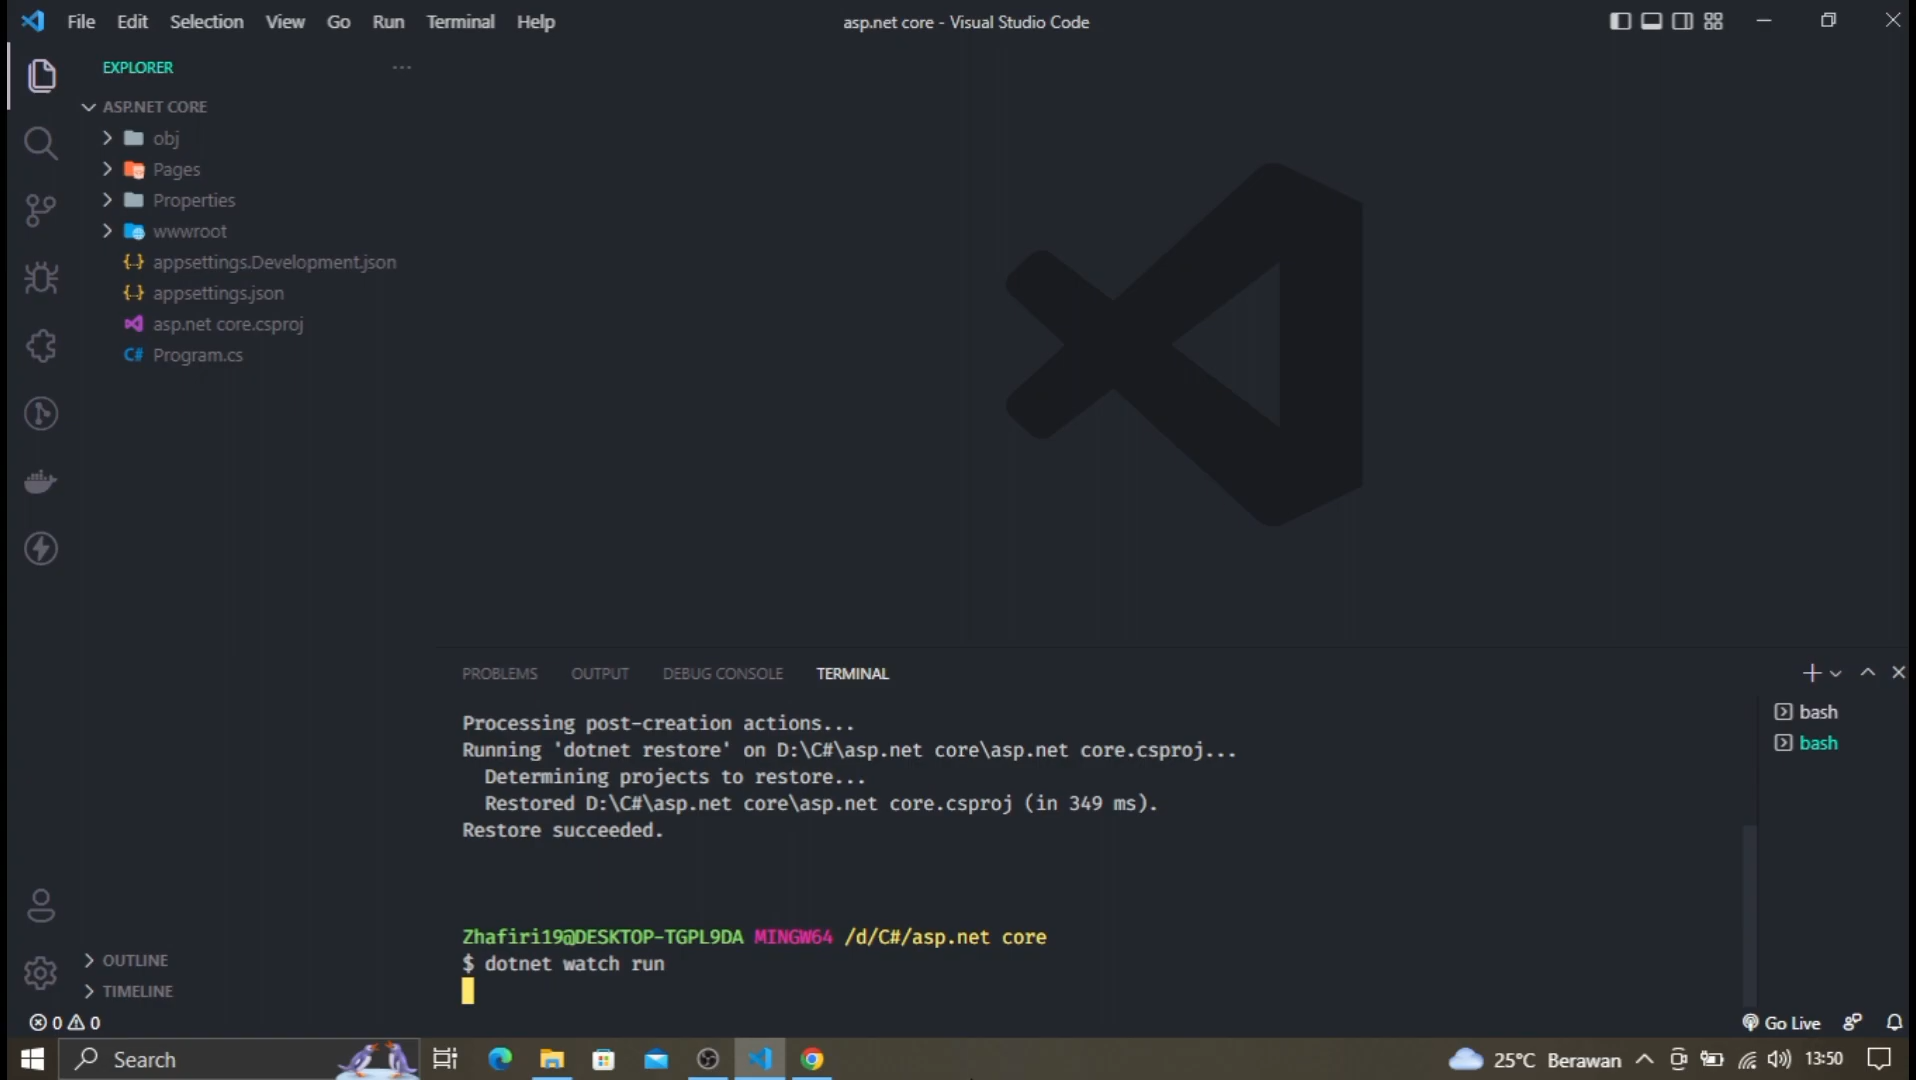 File Edit Selection View Go Run Terminal Help
asp.net core - Visual Studio Code
EXPLORER
ASP.NET CORE
obj
Pages
Properties
wwwroot
{..} appsettings.Development.json
{..} appsettings.json
asp.net core.csproj
C# Program.cs
OUTLINE
TIMELINE
PROBLEMS OUTPUT DEBUG CONSOLE TERMINAL
Processing post-creation actions...
Running 'dotnet restore' on D:\C#\asp.net core\asp.net core.csproj...
Determining projects to restore...
Restored D:\C#\asp.net core\asp.net core.csproj (in 349 ms).
Restore succeeded.
Zhafiri19@DESKTOP-TGPL9DA MINGW64 /d/C#/asp.net core
$ dotnet watch run
bash
bash
0 0
Go Live
Search
25°C Berawan
13:50